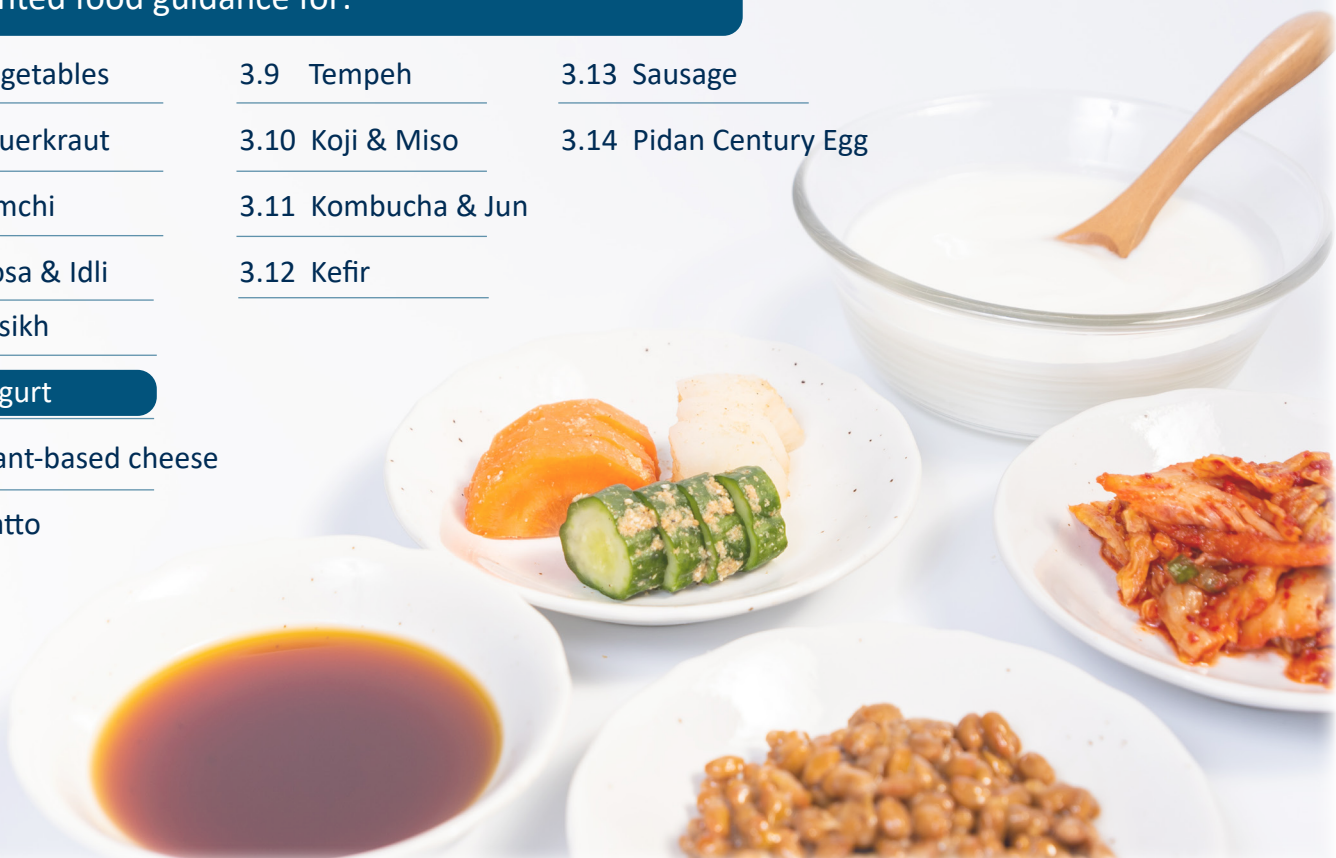 nted food guidance for:
getables
uerkraut
mchi
osa & Idli
sikh
gurt
ant-based cheese
atto
3.9 Tempeh
3.10 Koji & Miso
3.11 Kombucha & Jun
3.12 Kefir
3.13 Sausage
3.14 Pidan Century Egg